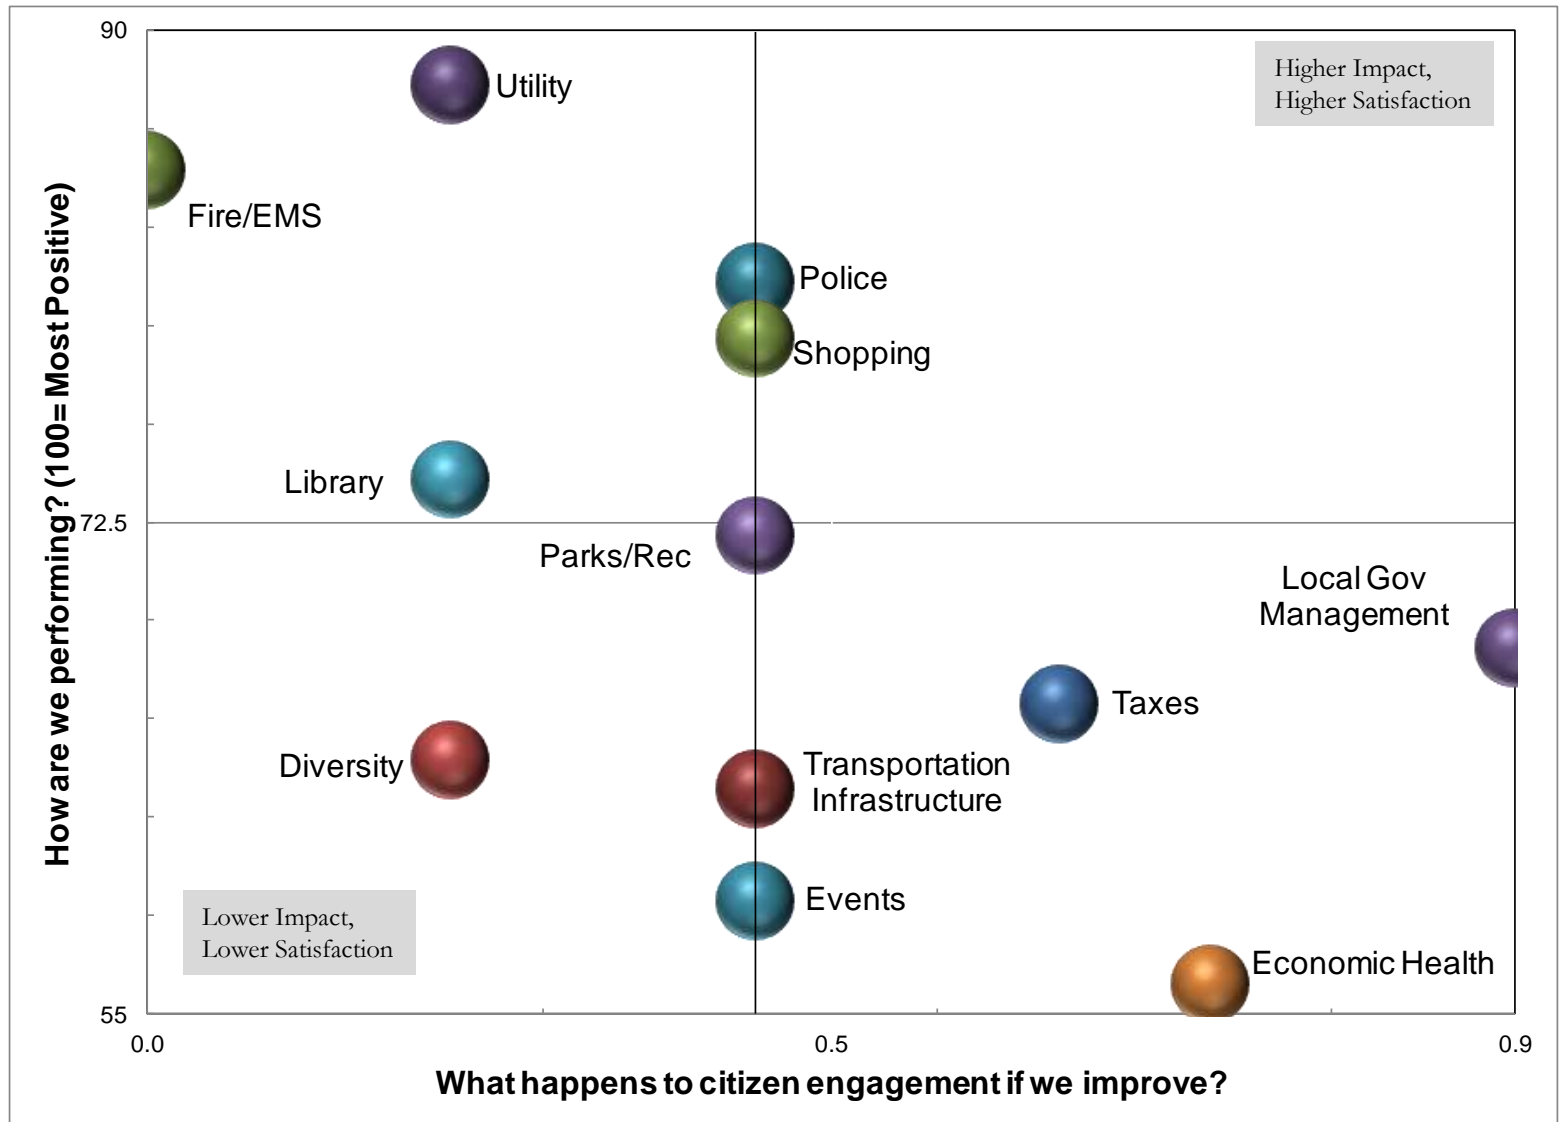 90
Higher Impact,
Higher Satisfaction
Utility
Fire/EMS
Police
Shopping
Library
72.5
Parks/Rec
Local Gov
Management
Taxes
Diversity
Transportation
Infrastructure
Events
Lower Impact,
Lower Satisfaction
Economic Health
55
0.0
0.5
0.9
How are we performing? (100= Most Positive)
What happens to citizen engagement if we improve?